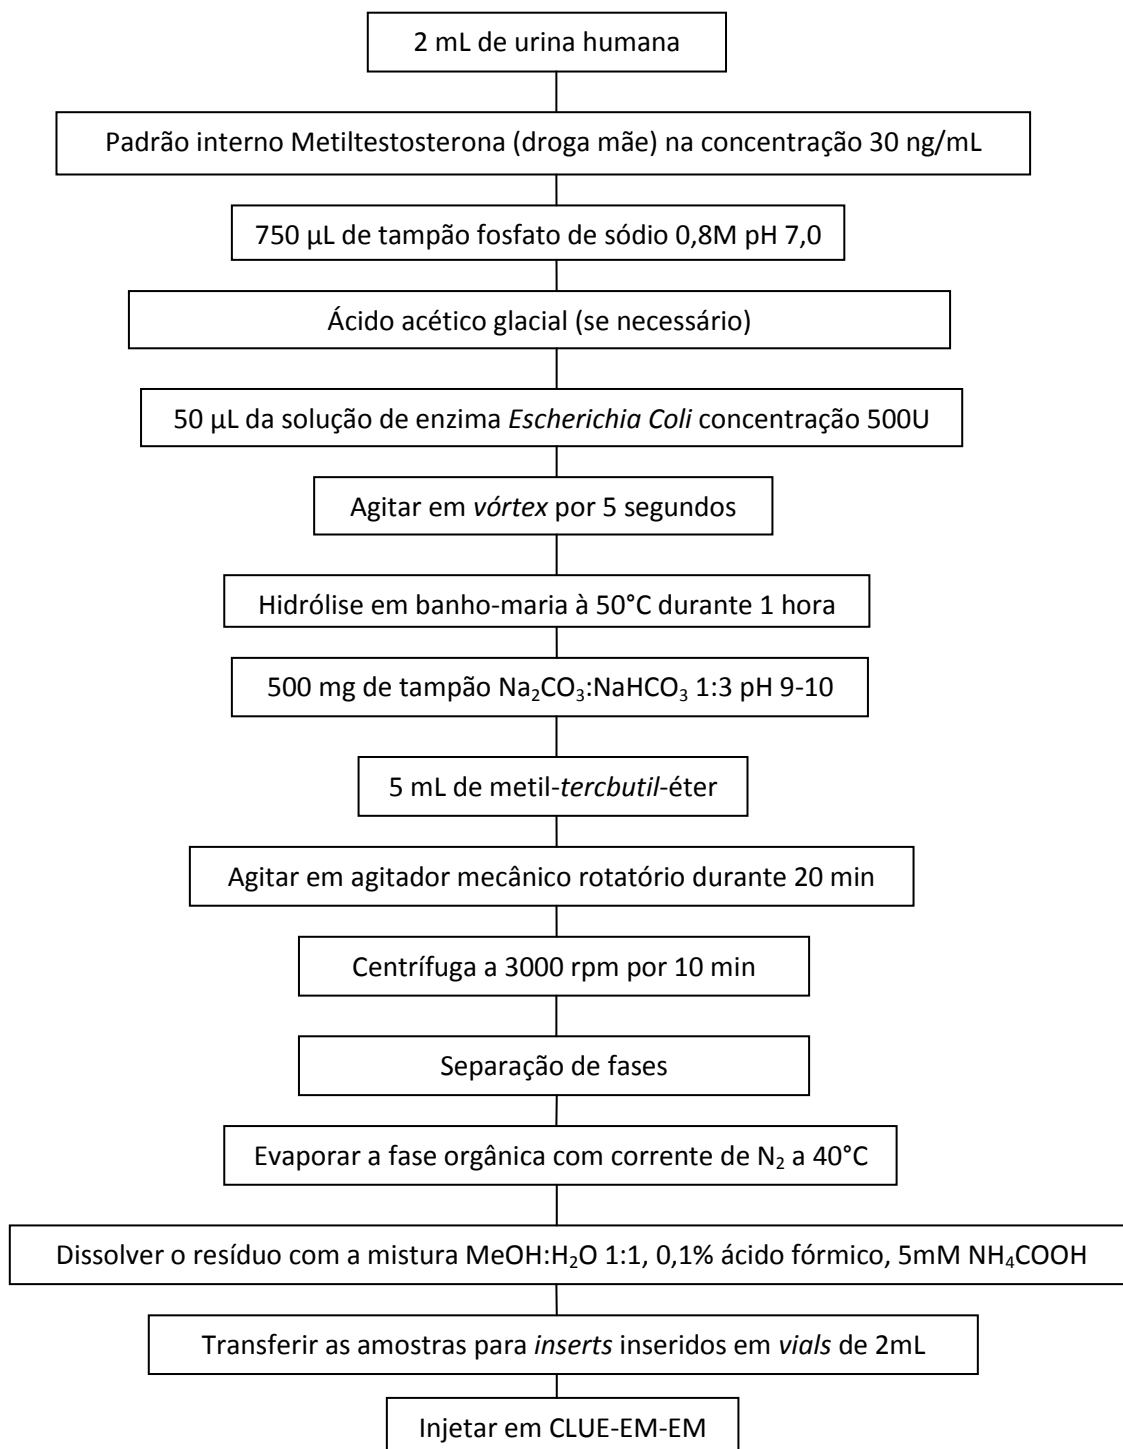 2 mL de urina humana
Padrão interno Metiltestosterona (droga mãe) na concentração 30 ng/mL
750 µL de tampão fosfato de sódio 0,8M pH 7,0
Ácido acético glacial (se necessário)
50 µL da solução de enzima Escherichia Coli concentração 500U
Agitar em vórtex por 5 segundos
Hidrólise em banho-maria à 50°C durante 1 hora
500 mg de tampão Na₂CO₃:NaHCO₃ 1:3 pH 9-10
5 mL de metil-tercbutil-éter
Agitar em agitador mecânico rotatório durante 20 min
Centrífuga a 3000 rpm por 10 min
Separação de fases
Evaporar a fase orgânica com corrente de N₂ a 40°C
Dissolver o resíduo com a mistura MeOH:H₂O 1:1, 0,1% ácido fórmico, 5mM NH₄COOH
Transferir as amostras para inserts inseridos em vials de 2mL
Injetar em CLUE-EM-EM